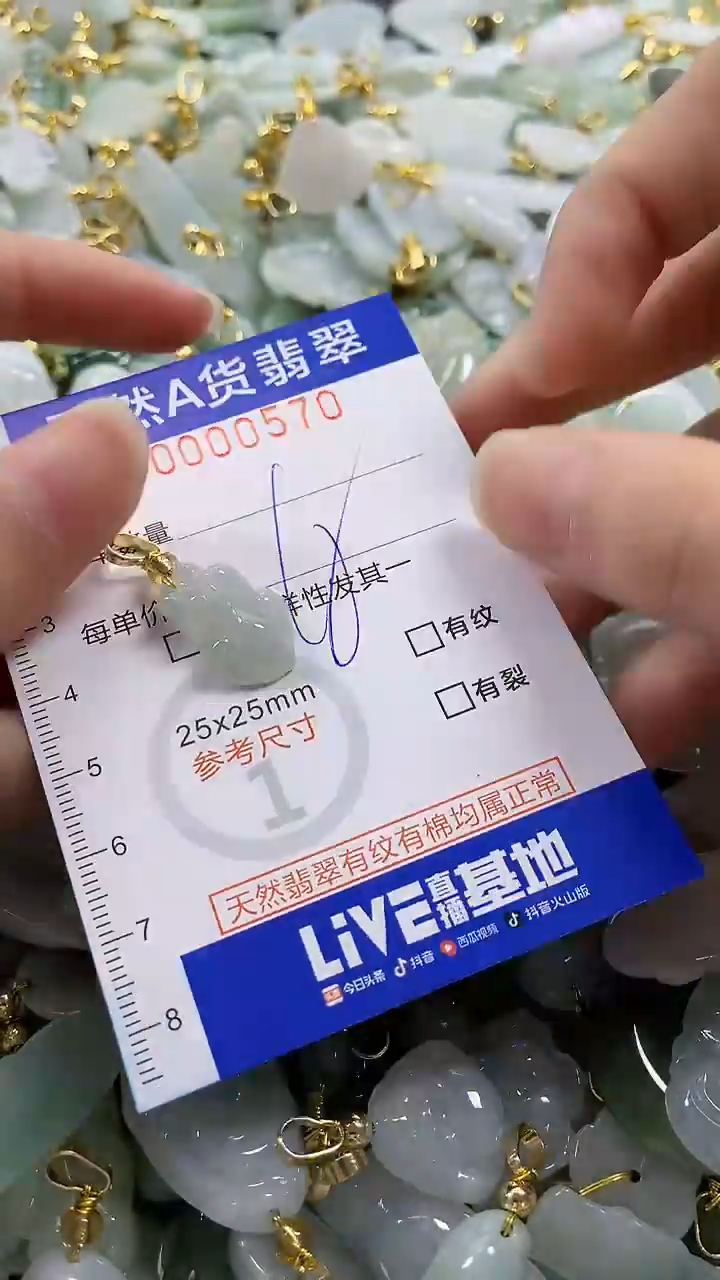 然A货翡翠
0000570
量
每单价
样性发其一
有纹
有裂
25x25mm
参考尺寸
1
天然翡翠有纹有棉均属正常
LiVE直播基地
今日头条 抖音 西瓜视频 抖音火山版
3
4
5
6
7
8